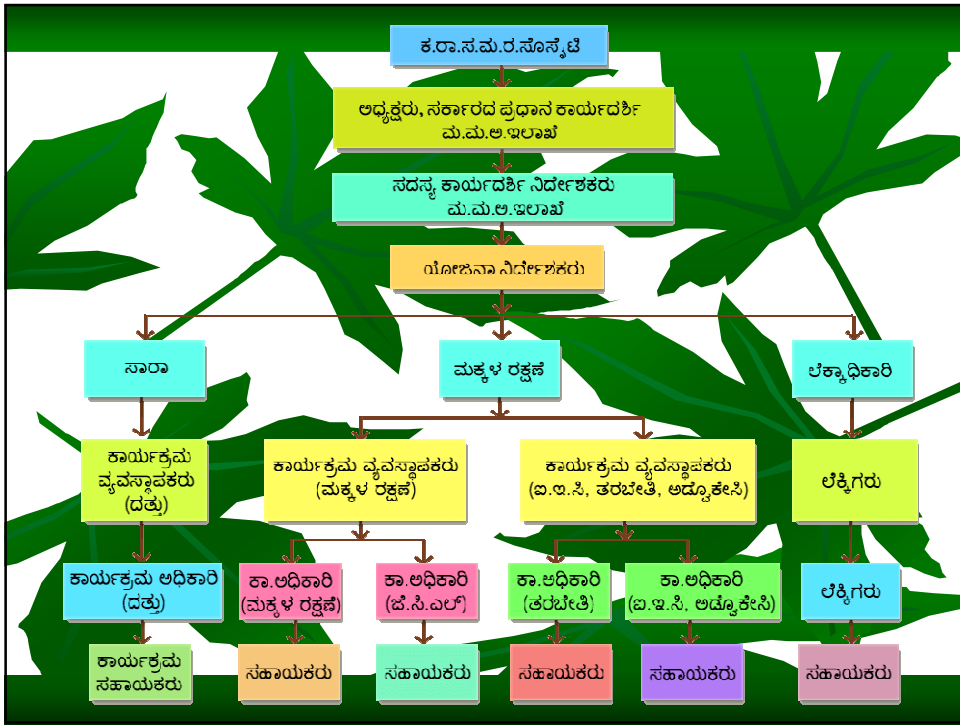 ಕ.ರಾ.ಸ.ಮ.ರ.ಸೊಸೈಟಿ
ಅಧ್ಯಕ್ಷರು, ಸರ್ಕಾರದ ಪ್ರಧಾನ ಕಾರ್ಯದರ್ಶಿ
ಮ.ಮ.ಅ.ಇಲಾಖೆ
ಸದಸ್ಯ ಕಾರ್ಯದರ್ಶಿ ನಿರ್ದೇಶಕರು
ಮ.ಮ.ಅ.ಇಲಾಖೆ
ಯೋಜನಾ ನಿರ್ದೇಶಕರು
ಸಾರಾ
ಮಕ್ಕಳ ರಕ್ಷಣೆ
ಲೆಕ್ಕಾಧಿಕಾರಿ
ಕಾರ್ಯಕ್ರಮ
ವ್ಯವಸ್ಥಾಪಕರು
(ದತ್ತು)
ಕಾರ್ಯಕ್ರಮ ವ್ಯವಸ್ಥಾಪಕರು
(ಮಕ್ಕಳ ರಕ್ಷಣೆ)
ಕಾರ್ಯಕ್ರಮ ವ್ಯವಸ್ಥಾಪಕರು
(ಐ.ಇ.ಸಿ, ತರಬೇತಿ, ಅಡ್ವೊಕೇಸಿ)
ಲೆಕ್ಕಿಗರು
ಕಾರ್ಯಕ್ರಮ ಅಧಿಕಾರಿ
(ದತ್ತು)
ಕಾ.ಅಧಿಕಾರಿ
(ಮಕ್ಕಳ ರಕ್ಷಣೆ)
ಕಾ.ಅಧಿಕಾರಿ
(ಜೆ.ಸಿ.ಎಲ್)
ಕಾ.ಅಧಿಕಾರಿ
(ತರಬೇತಿ)
ಕಾ.ಅಧಿಕಾರಿ
(ಐ.ಇ.ಸಿ, ಅಡ್ವೊಕೇಸಿ)
ಲೆಕ್ಕಿಗರು
ಕಾರ್ಯಕ್ರಮ
ಸಹಾಯಕರು
ಸಹಾಯಕರು
ಸಹಾಯಕರು
ಸಹಾಯಕರು
ಸಹಾಯಕರು
ಸಹಾಯಕರು